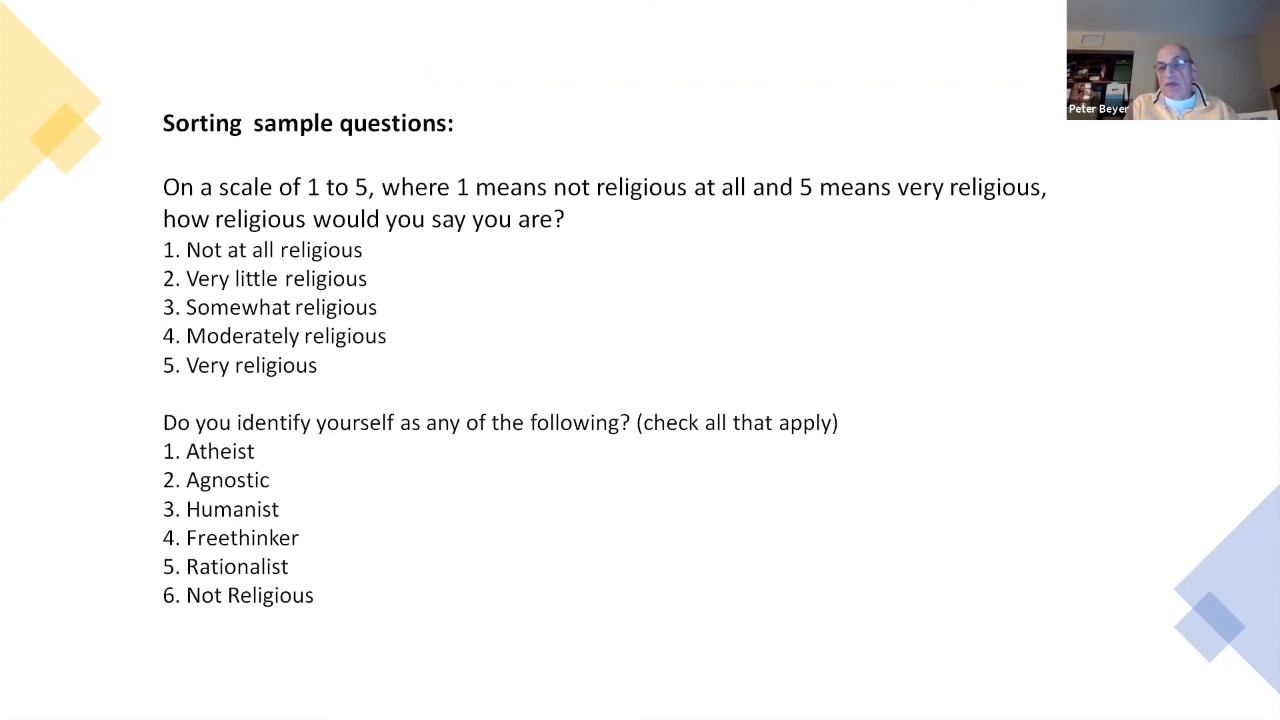 Sorting sample questions:
On a scale of 1 to 5, where 1 means not religious at all and 5 means very religious,
how religious would you say you are?
1. Not at all religious
2. Very little religious
3. Somewhat religious
4. Moderately religious
5. Very religious
Do you identify yourself as any of the following? (check all that apply)
1. Atheist
2. Agnostic
3. Humanist
4. Freethinker
5. Rationalist
6. Not Religious
Peter Beyer